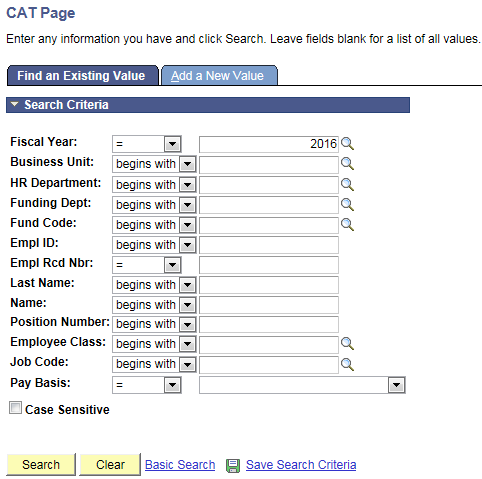 CAT Page
Enter any information you have and click Search. Leave fields blank for a list of all values.
Find an Existing Value Add a New Value
Search Criteria
Fiscal Year: = 2016
Business Unit: begins with
HR Department: begins with
Funding Dept: begins with
Fund Code: begins with
Empl ID: begins with
Empl Rcd Nbr: =
Last Name: begins with
Name: begins with
Position Number: begins with
Employee Class: begins with
Job Code: begins with
Pay Basis: =
Case Sensitive
Search Clear Basic Search Save Search Criteria